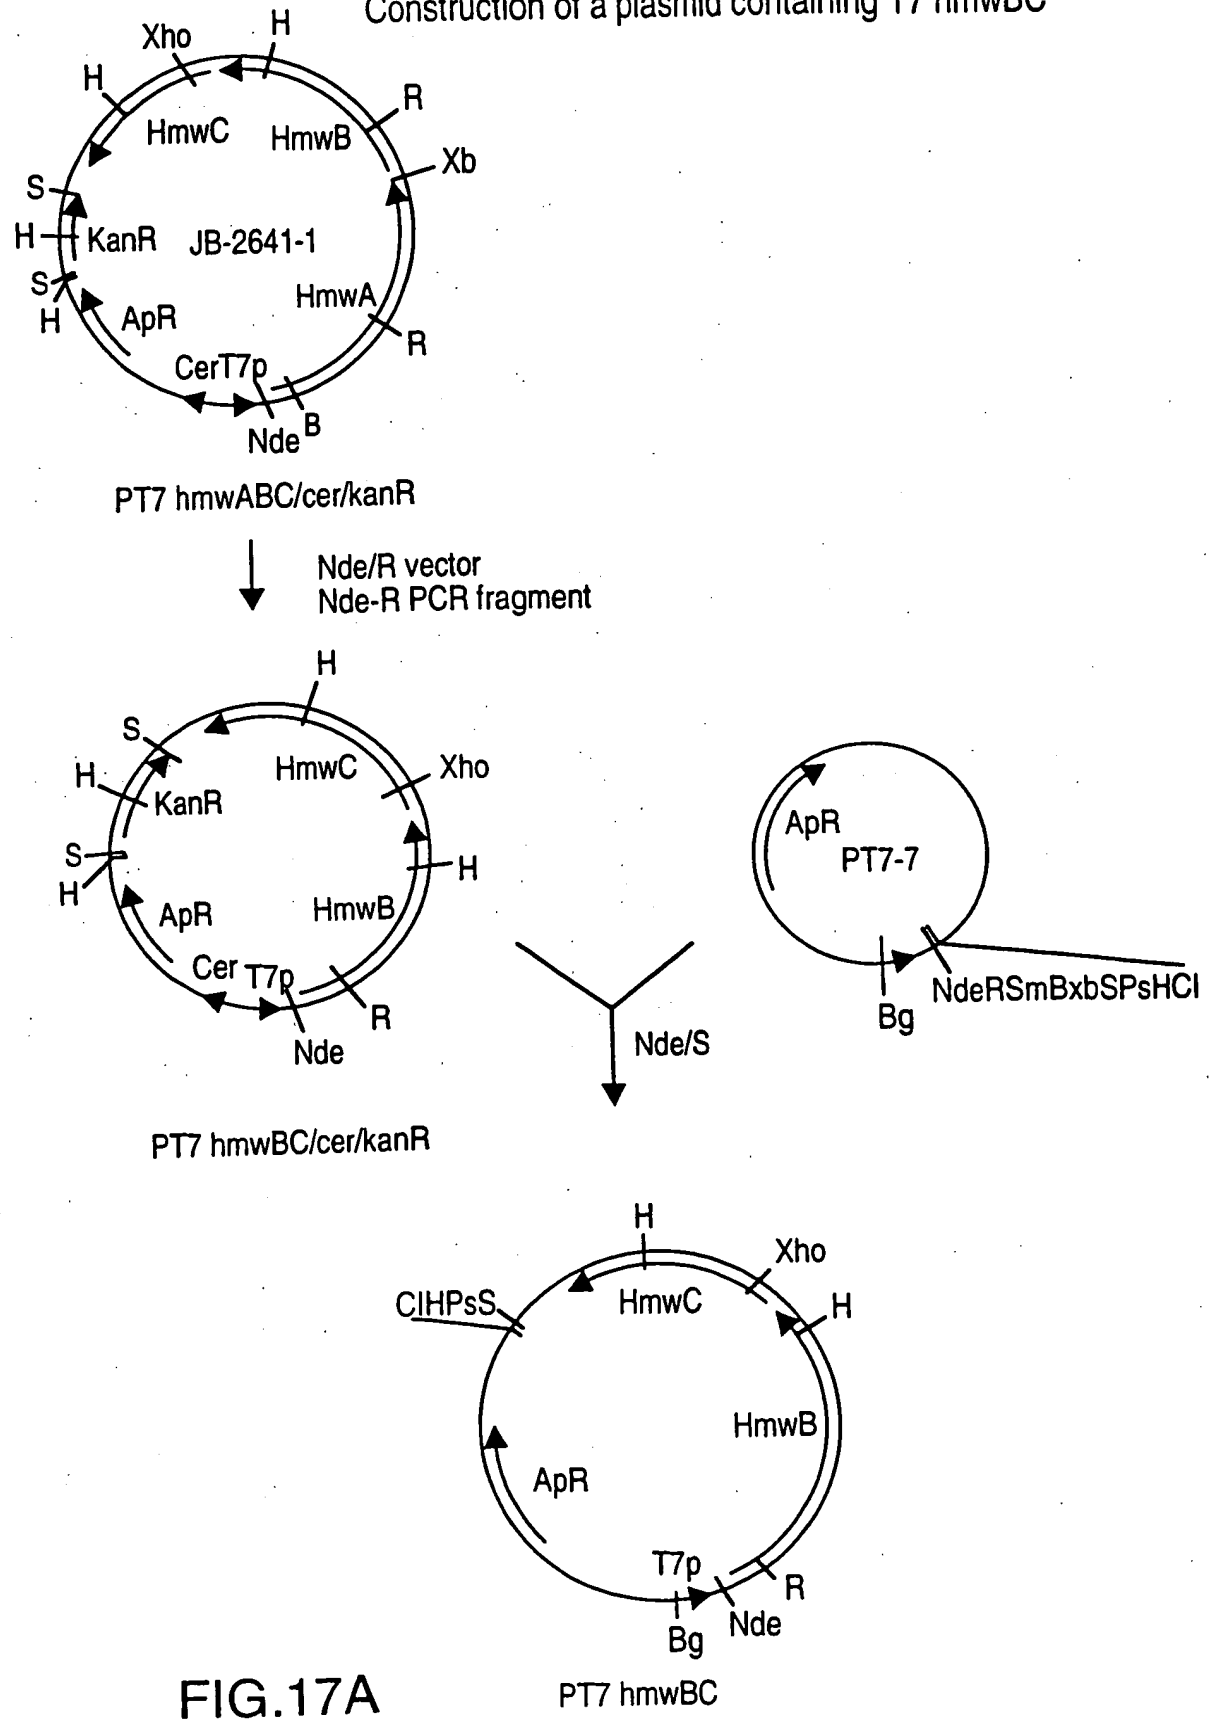 Construction of a plasmid containing T7 hmwBC
H
Xho
H
R
HmwC
HmwB
Xb
S
H
KanR
JB-2641-1
S
H
HmwA
ApR
R
CerT7p
B
Nde
PT7 hmwABC/cer/kanR
Nde/R vector
Nde-R PCR fragment
H
S
HmwC
Xho
H
KanR
ApR
PT7-7
S
H
H
ApR
HmwB
Cer T7p
R
Nde
NdeRSmBxbSPsHCl
Bg
Nde/S
PT7 hmwBC/cer/kanR
H
Xho
ClHPsS
HmwC
H
HmwB
ApR
T7p
R
Nde
Bg
FIG.17A
PT7 hmwBC